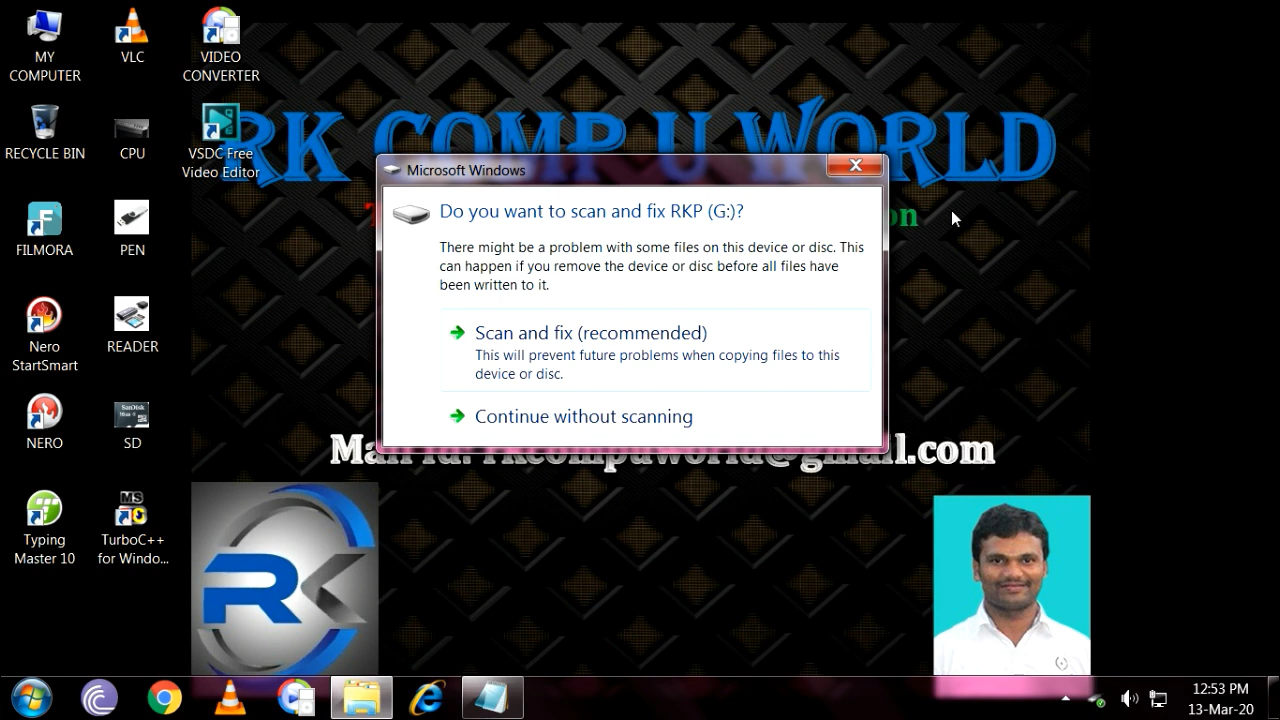 MY
COMPUTER
VLC
VIDEO
CONVERTER
RECYCLE BIN
CPU
VSDC Free
Video Editor
FILMORA
PEN
Nero
StartSmart
READER
NERO
SanDisk
SD
Typing
Master 10
MS
TurboC++
for Windo...
RK COMP U WORLD
T
on
Microsoft Windows
Do you want to scan and fix RKP (G:)?
There might be a problem with some files on this device or disc. This
can happen if you remove the device or disc before all files have
been written to it.
Scan and fix (recommended)
This will prevent future problems when copying files to this
device or disc.
Continue without scanning
Mail id: rkcompuworld@gmail.com
RK
12:53 PM
13-Mar-20